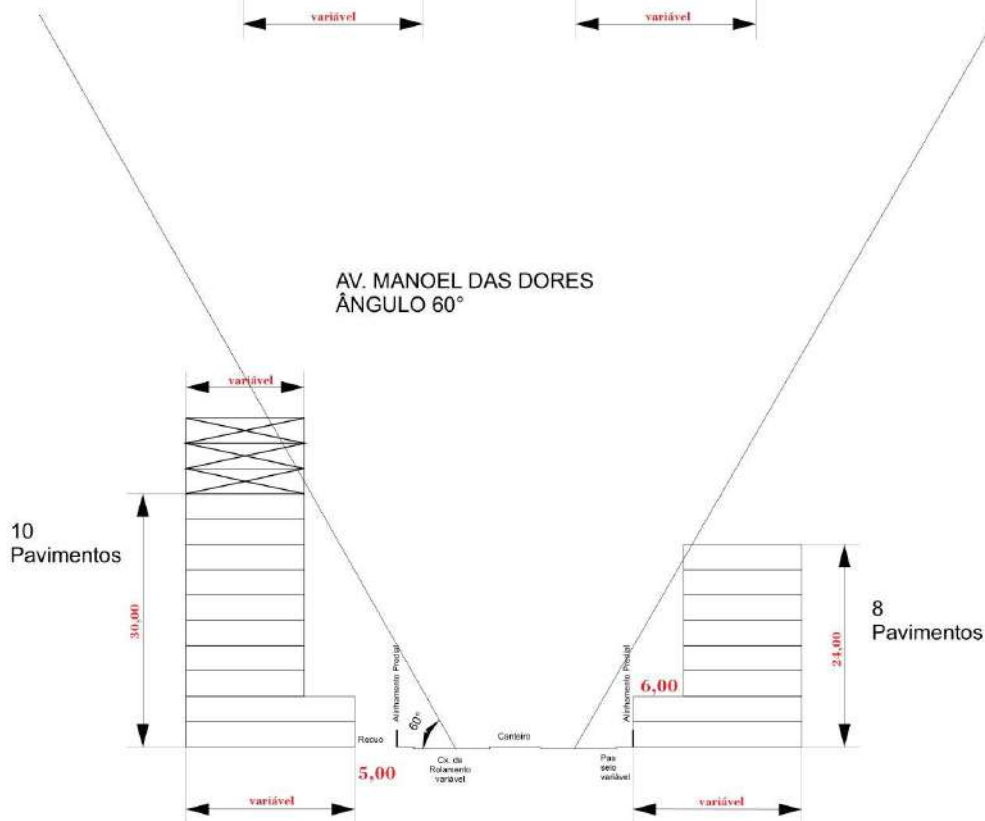 variável
variável
AV. MANOEL DAS DORES
ÂNGULO 60°
variável
10
Pavimentos
30,00
Alinhamento Predial
60°
Recuo
5,00
Cx. de
Rolamento
variável
Canteiro
Pas
seio
variável
Alinhamento Predial
6,00
24,00
8
Pavimentos
variável
variável